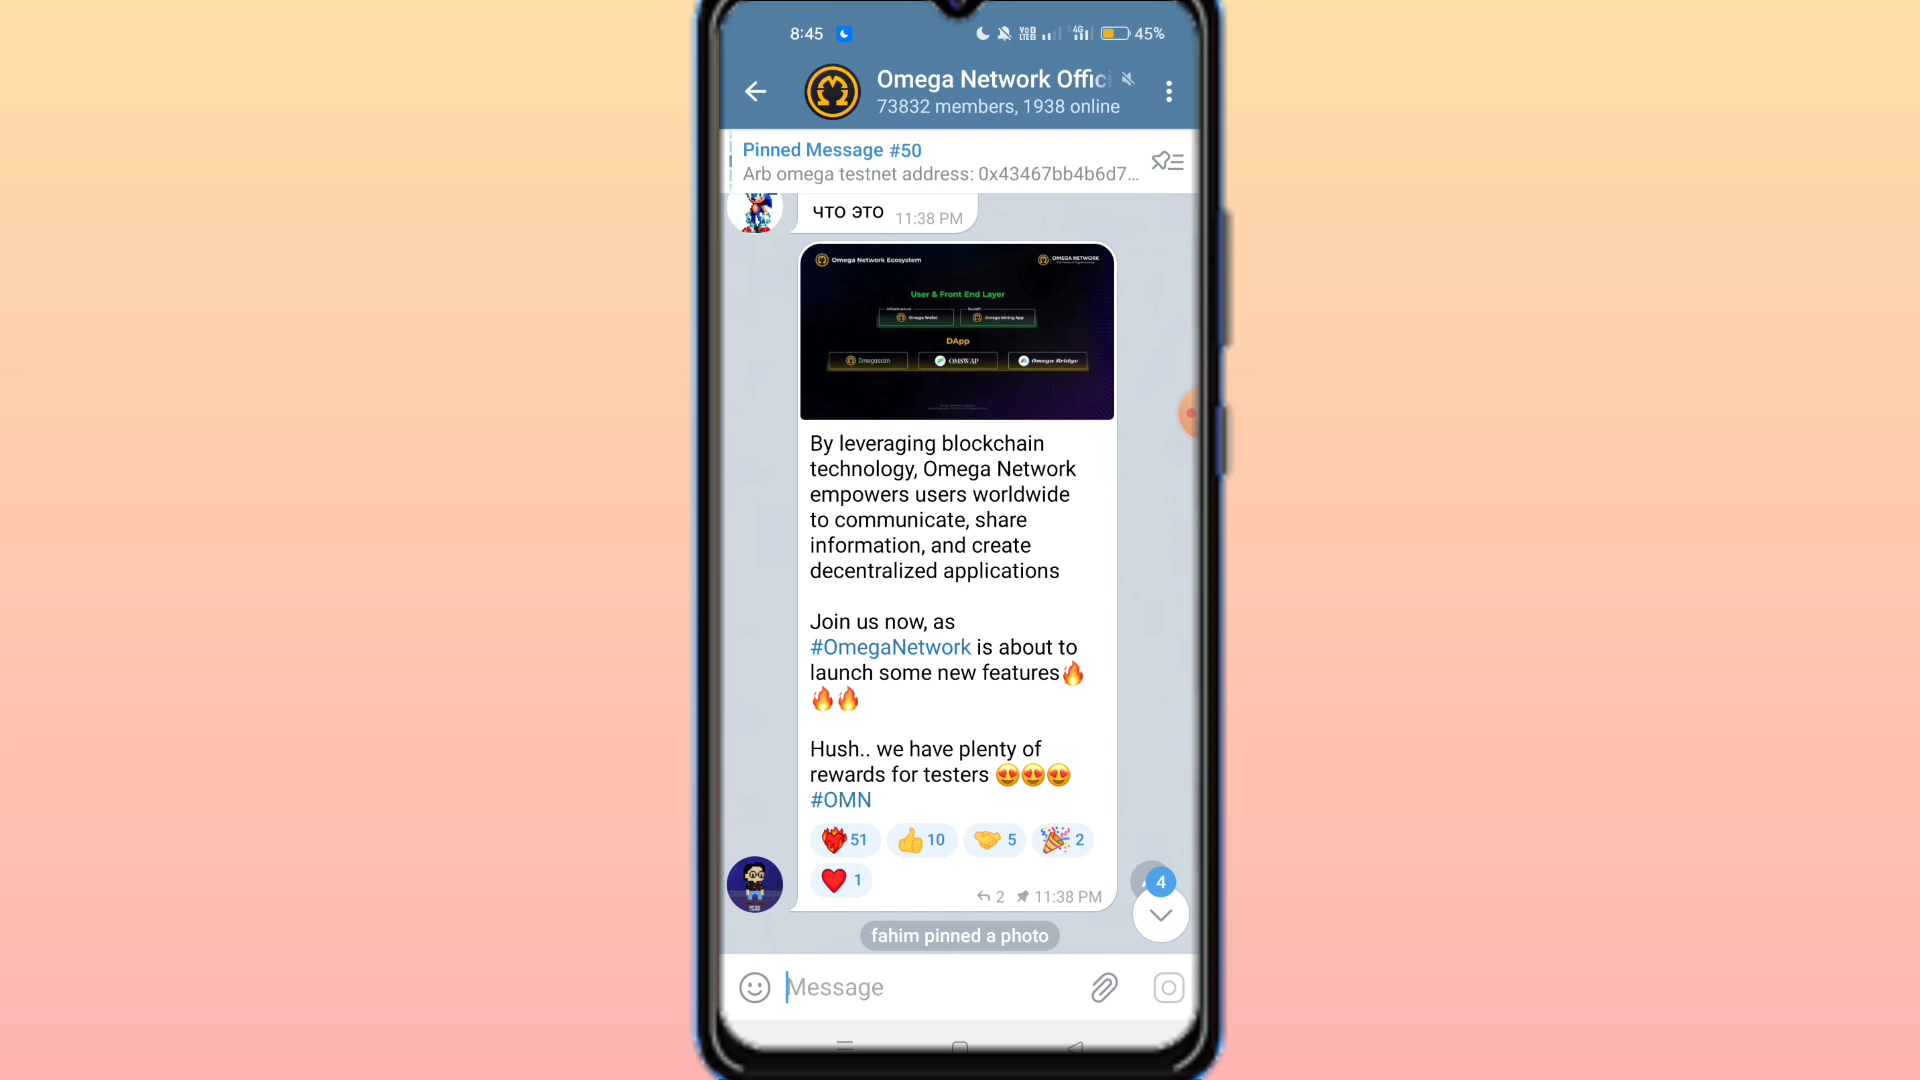 8:45
VoD
LTED
4G
45%
Omega Network Offici
73832 members, 1938 online
Pinned Message #50
Arb omega testnet address: 0x43467bb4b6d7...
что это 11:38 PM
Omega Network Ecosystem
OMEGA NETWORK
User & Front End Layer
Infrastructure
Omega Wallet
Omega Mining App
DApp
Omegascan
OMSWAP
Omega Bridge
By leveraging blockchain
technology, Omega Network
empowers users worldwide
to communicate, share
information, and create
decentralized applications
Join us now, as
#OmegaNetwork is about to
launch some new features🔥
🔥🔥
Hush.. we have plenty of
rewards for testers 😍😍😍
#OMN
❤️‍🔥 51 👍 10 🤝 5 🎉 2
❤️ 1
2 11:38 PM
4
fahim pinned a photo
Message